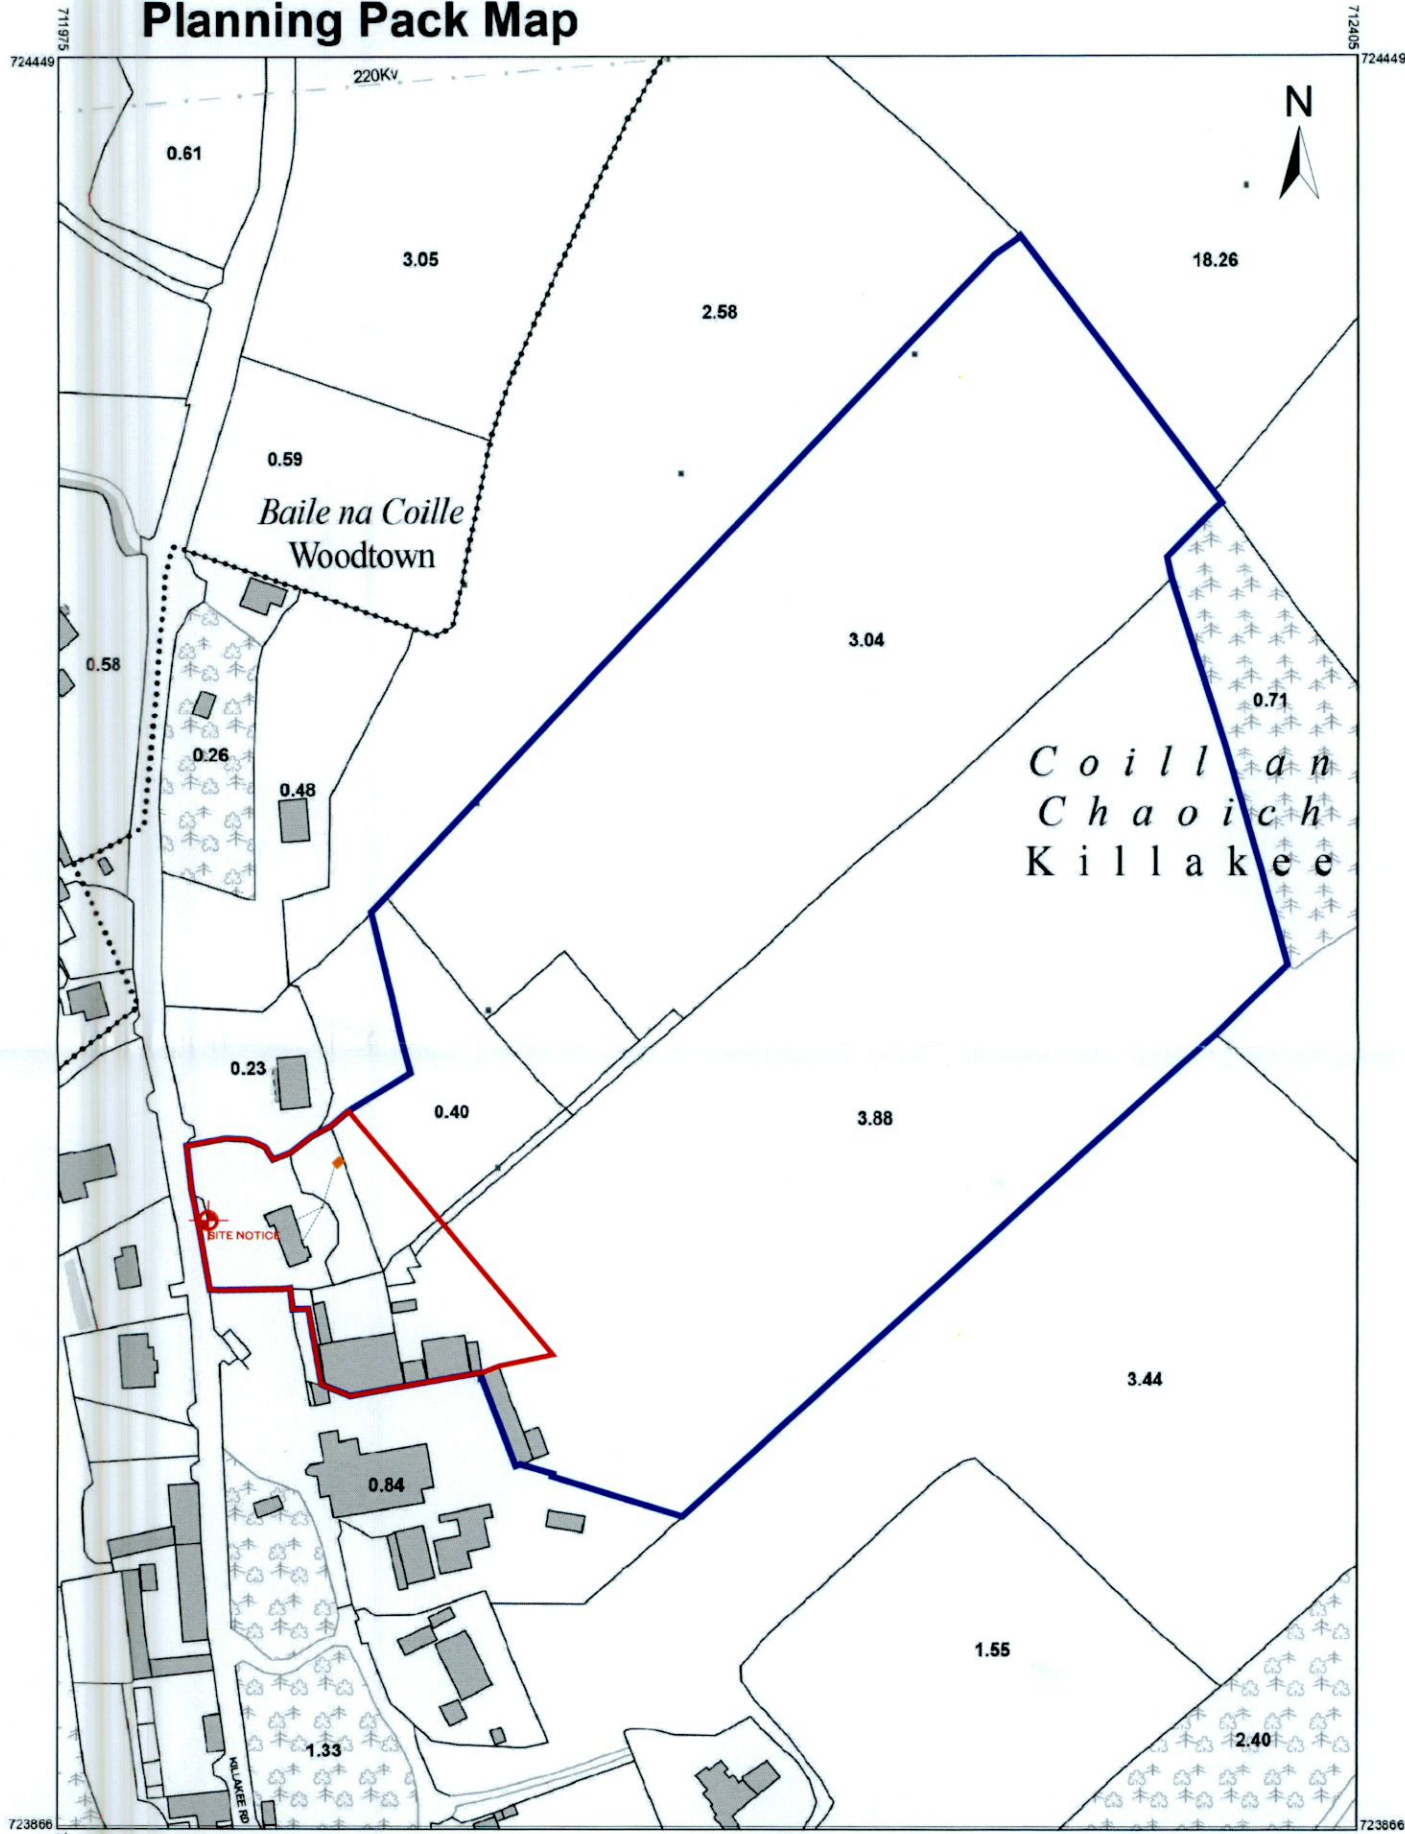 Planning Pack Map
711975
712405
724449
724449
220Kv
N
0.61
3.05
18.26
2.58
0.59
Baile na Coille
Woodtown
3.04
0.58
0.71
0.26
Coill an
0.48
Chaoich
Killakee
0.23
0.40
3.88
SITE NOTICE
3.44
0.84
1.55
2.40
1.33
KILLAKEE RD
723866
723866